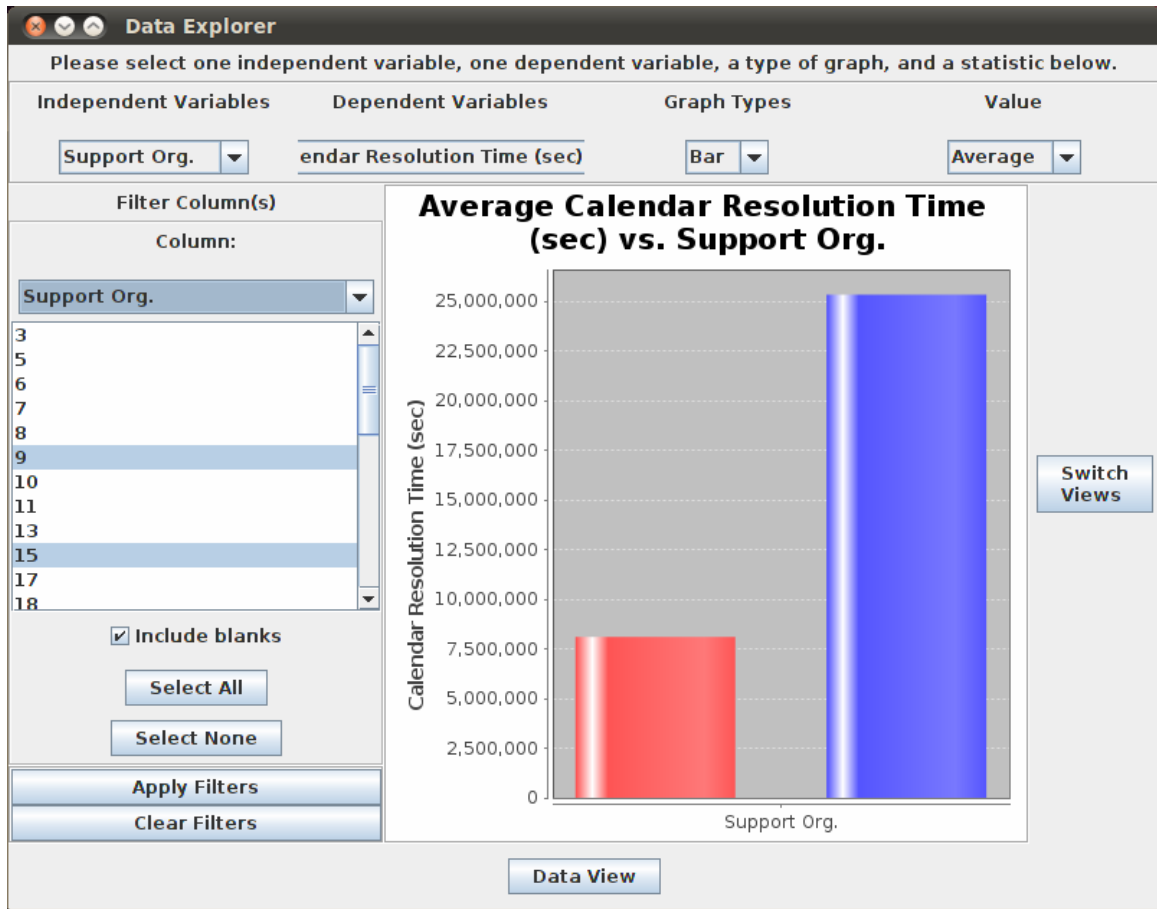 Data Explorer
Please select one independent variable, one dependent variable, a type of graph, and a statistic below.
Independent Variables
Dependent Variables
Graph Types
Value
Support Org.
endar Resolution Time (sec)
Bar
Average
Filter Column(s)
Column:
Support Org.
3
5
6
7
8
9
10
11
13
15
17
18
Include blanks
Select All
Select None
Apply Filters
Clear Filters
Average Calendar Resolution Time
(sec) vs. Support Org.
Calendar Resolution Time (sec)
25,000,000
22,500,000
20,000,000
17,500,000
15,000,000
12,500,000
10,000,000
7,500,000
5,000,000
2,500,000
0
Support Org.
Switch
Views
Data View